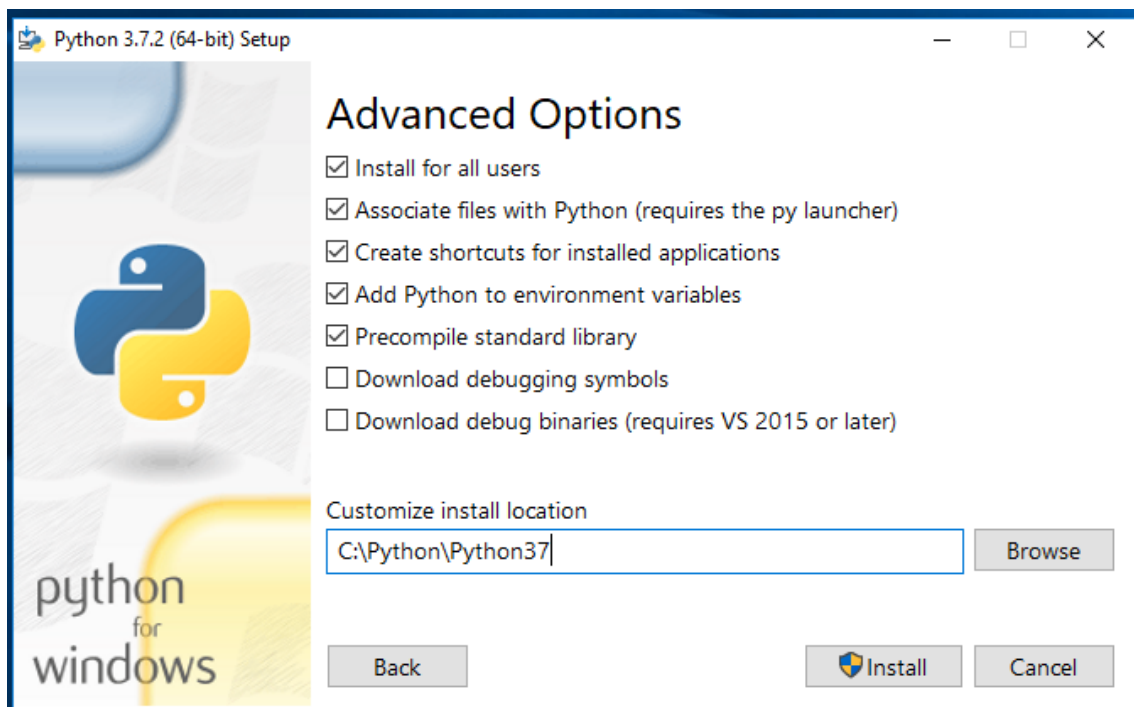 Python 3.7.2 (64-bit) Setup
Advanced Options
Install for all users
Associate files with Python (requires the py launcher)
Create shortcuts for installed applications
Add Python to environment variables
Precompile standard library
Download debugging symbols
Download debug binaries (requires VS 2015 or later)
Customize install location
C:\Python\Python37
Browse
python
for
windows
Back
Install
Cancel